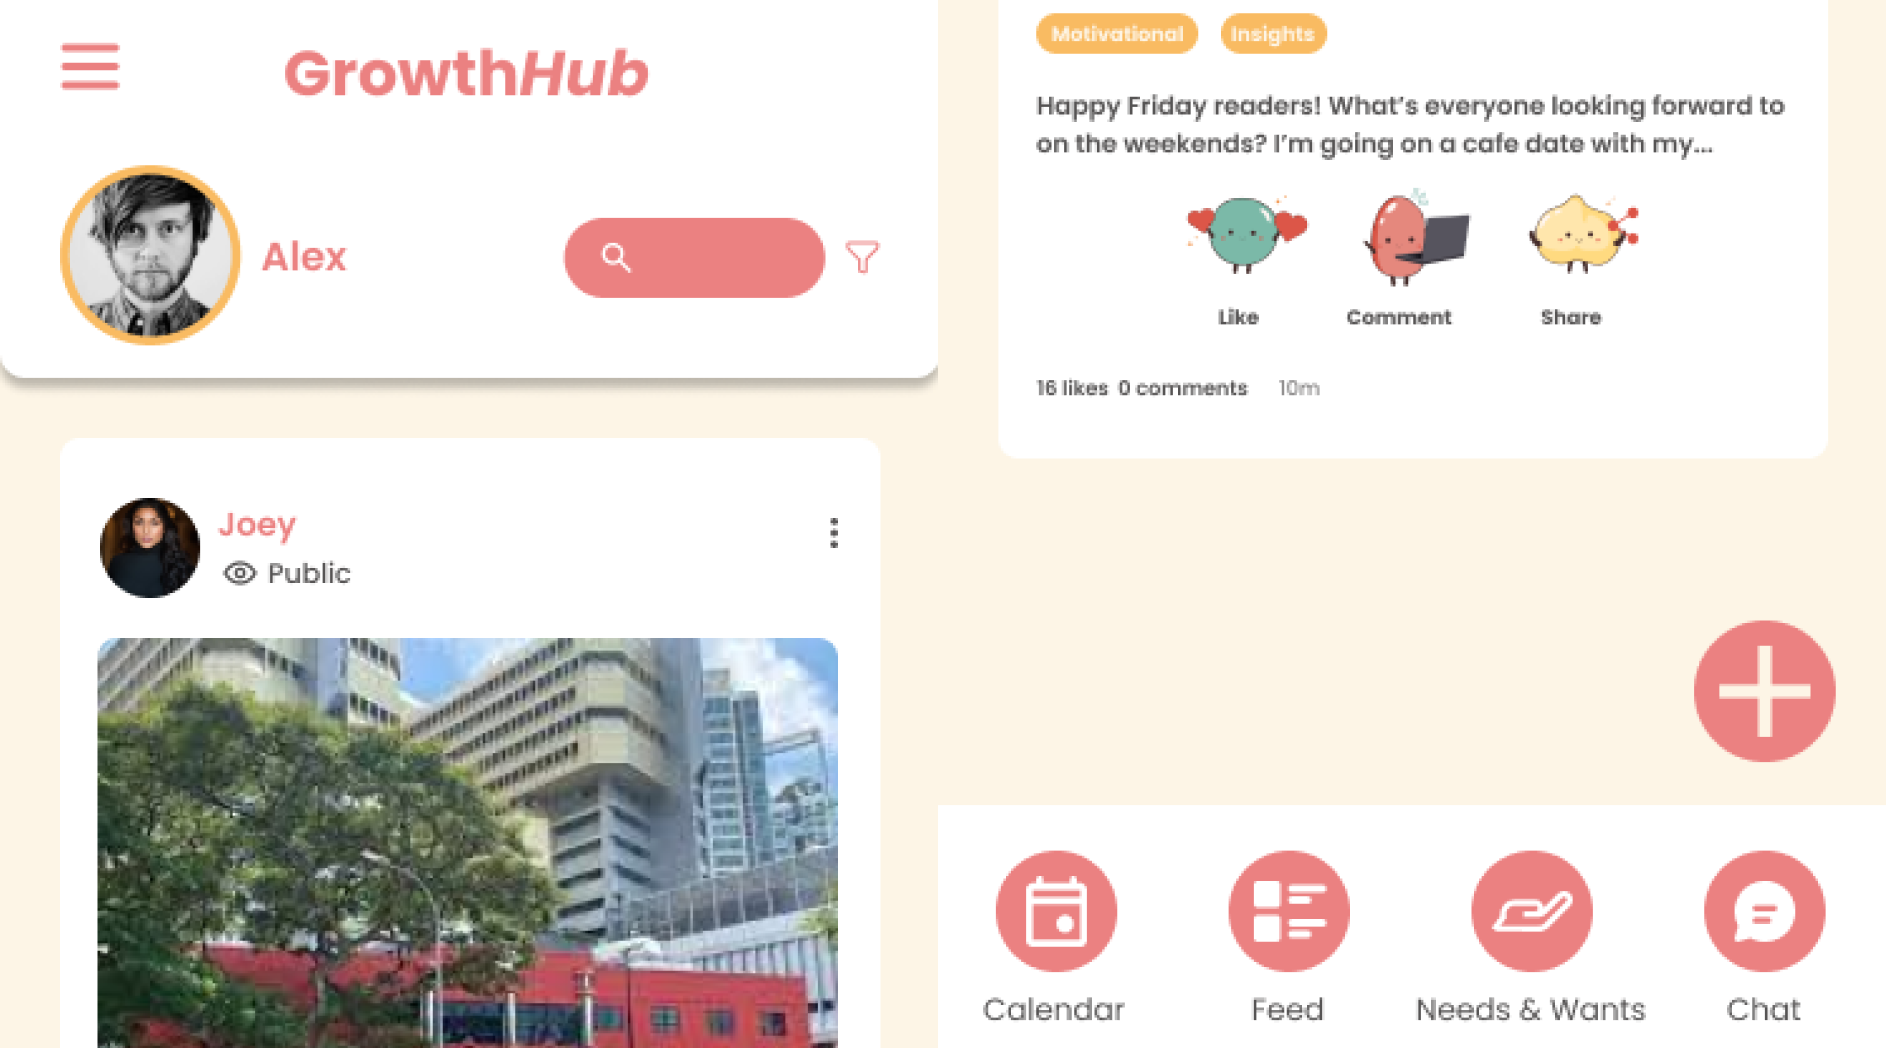 GrowthHub
Alex
Joey
Public
Motivational Insights
Happy Friday readers! What’s everyone looking forward to
on the weekends? I’m going on a cafe date with my...
Like Comment Share
16 likes 0 comments 10m
Calendar Feed Needs & Wants Chat